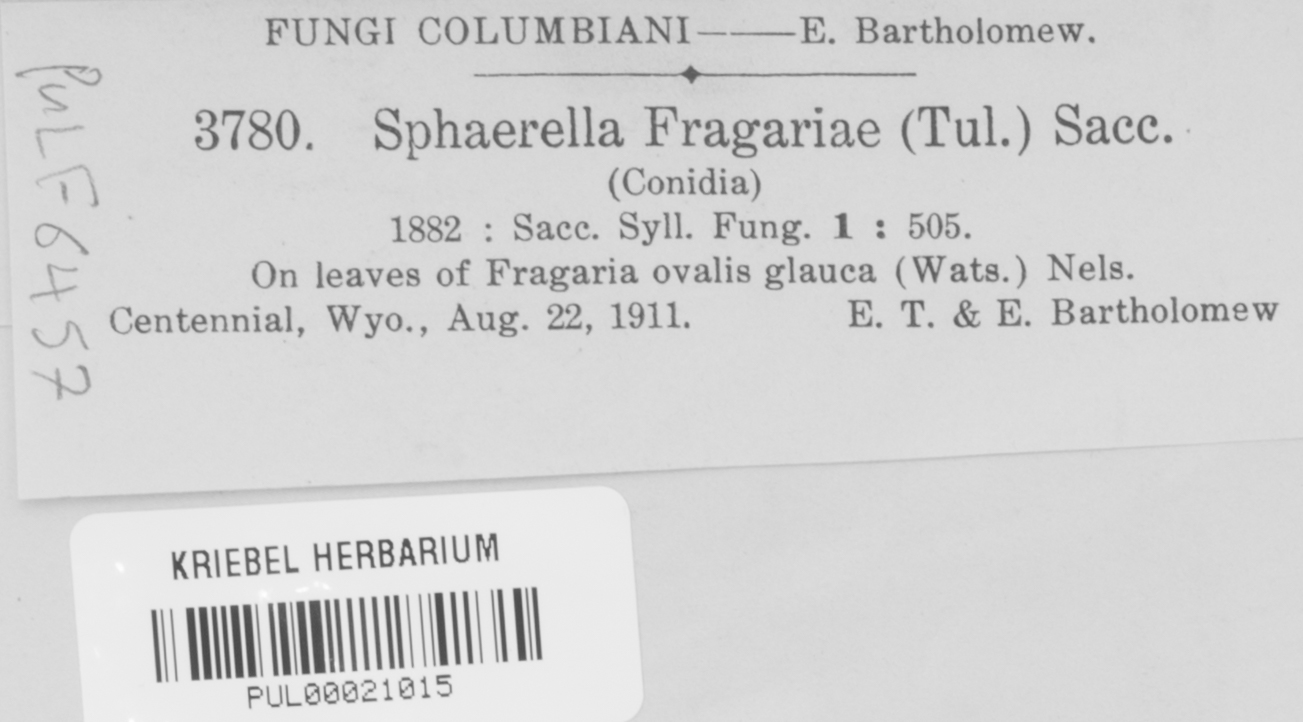 FUNGI COLUMBIANI—E. Bartholomew.
3780. Sphaerella Fragariae (Tul.) Sacc.
(Conidia)
1882 : Sacc. Syll. Fung. 1 : 505.
On leaves of Fragaria ovalis glauca (Wats.) Nels.
Centennial, Wyo., Aug. 22, 1911. E. T. & E. Bartholomew
PUL F 6457
KRIEBEL HERBARIUM
PUL00021015